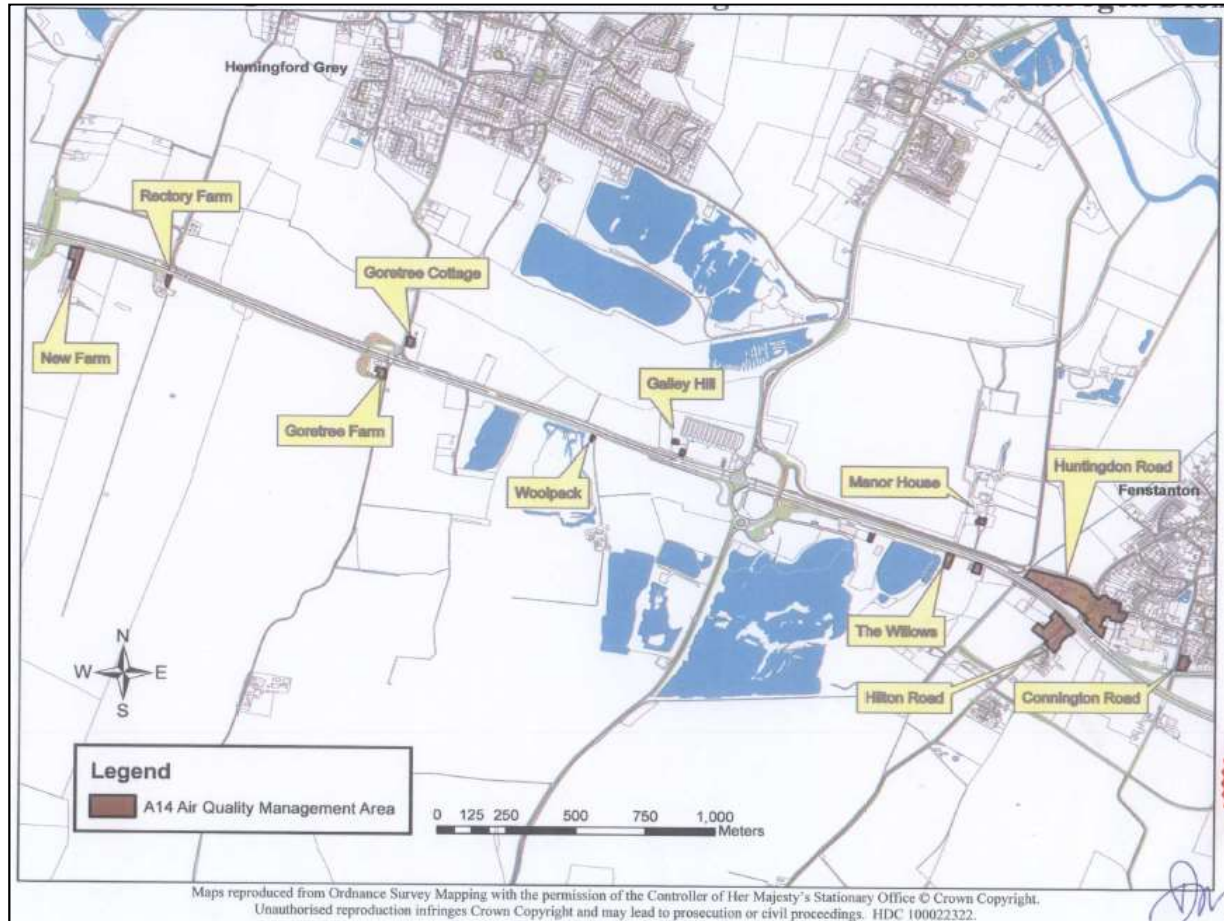 Hemingford Grey
Rectory Farm
Goretree Cottage
New Farm
Galley Hill
Goretree Farm
Huntingdon Road
Manor House
Fenstanton
Woolpack
N
W E
S
The Willows
Hilton Road
Connington Road
Legend
A14 Air Quality Management Area
0 125 250 500 750 1,000
Meters
Maps reproduced from Ordnance Survey Mapping with the permission of the Controller of Her Majesty's Stationary Office © Crown Copyright.
Unauthorised reproduction infringes Crown Copyright and may lead to prosecution or civil proceedings. HDC 100022322.